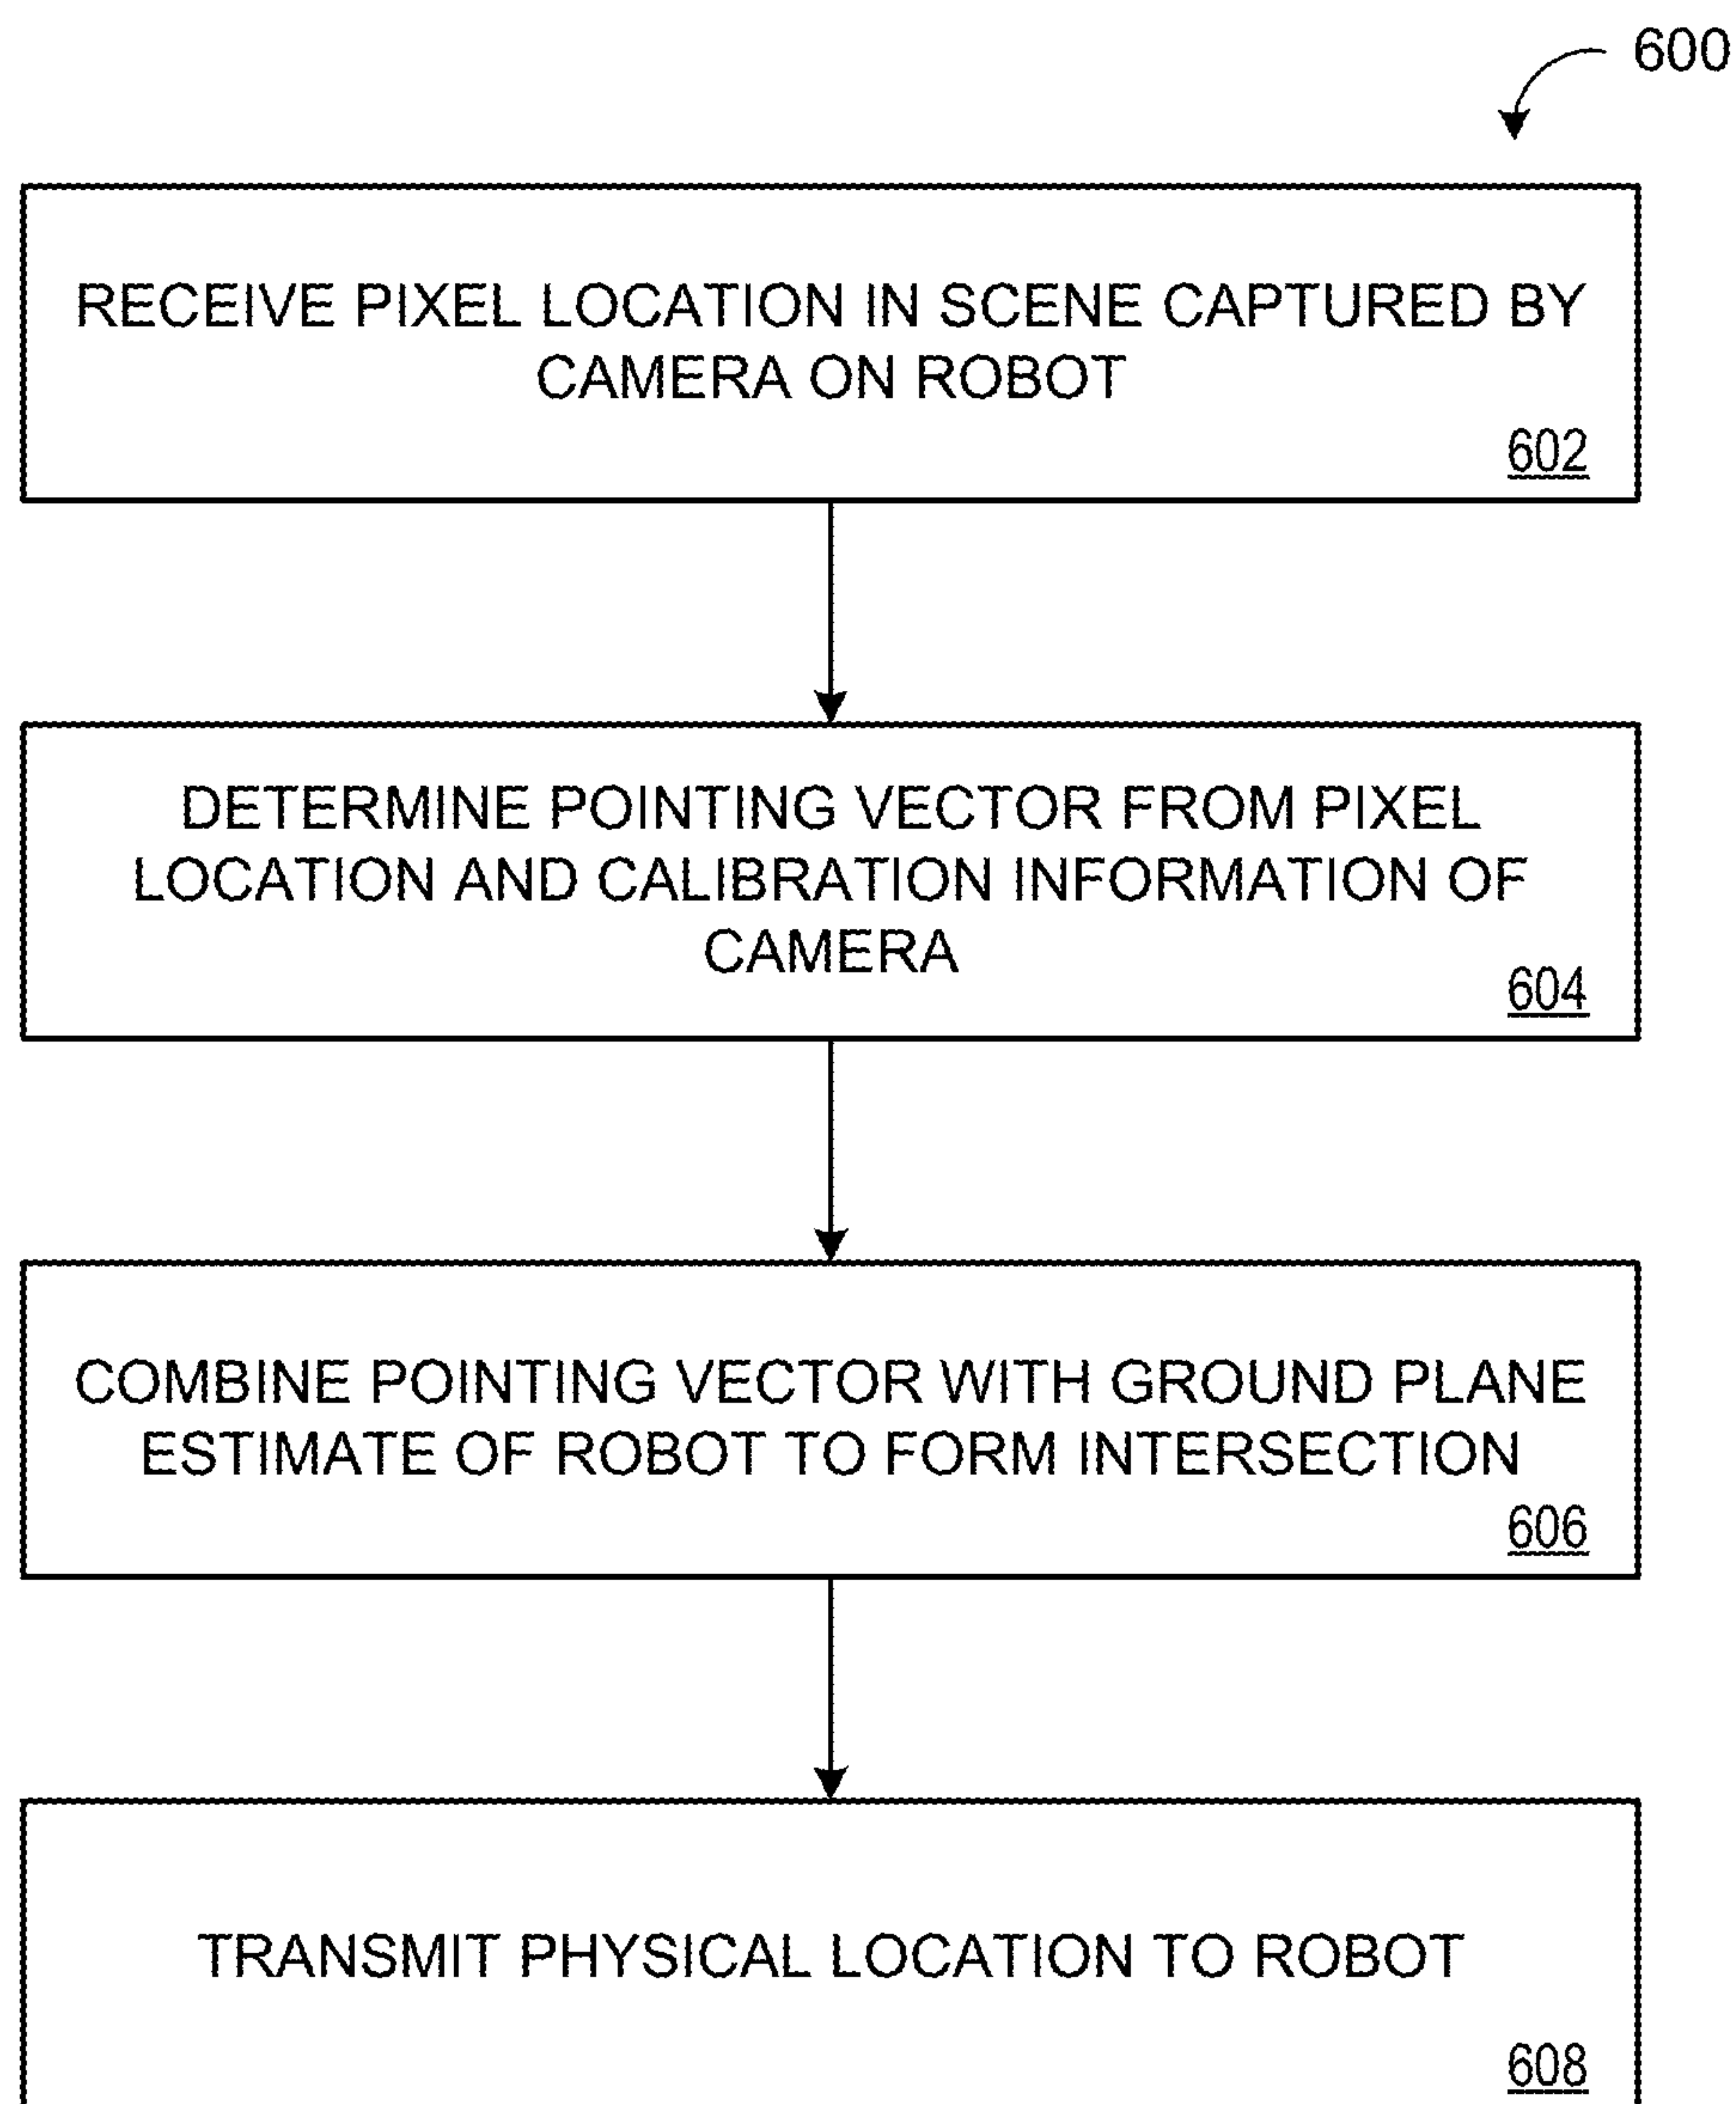 600
RECEIVE PIXEL LOCATION IN SCENE CAPTURED BY
CAMERA ON ROBOT
602
DETERMINE POINTING VECTOR FROM PIXEL
LOCATION AND CALIBRATION INFORMATION OF
CAMERA
604
COMBINE POINTING VECTOR WITH GROUND PLANE
ESTIMATE OF ROBOT TO FORM INTERSECTION
606
TRANSMIT PHYSICAL LOCATION TO ROBOT
608